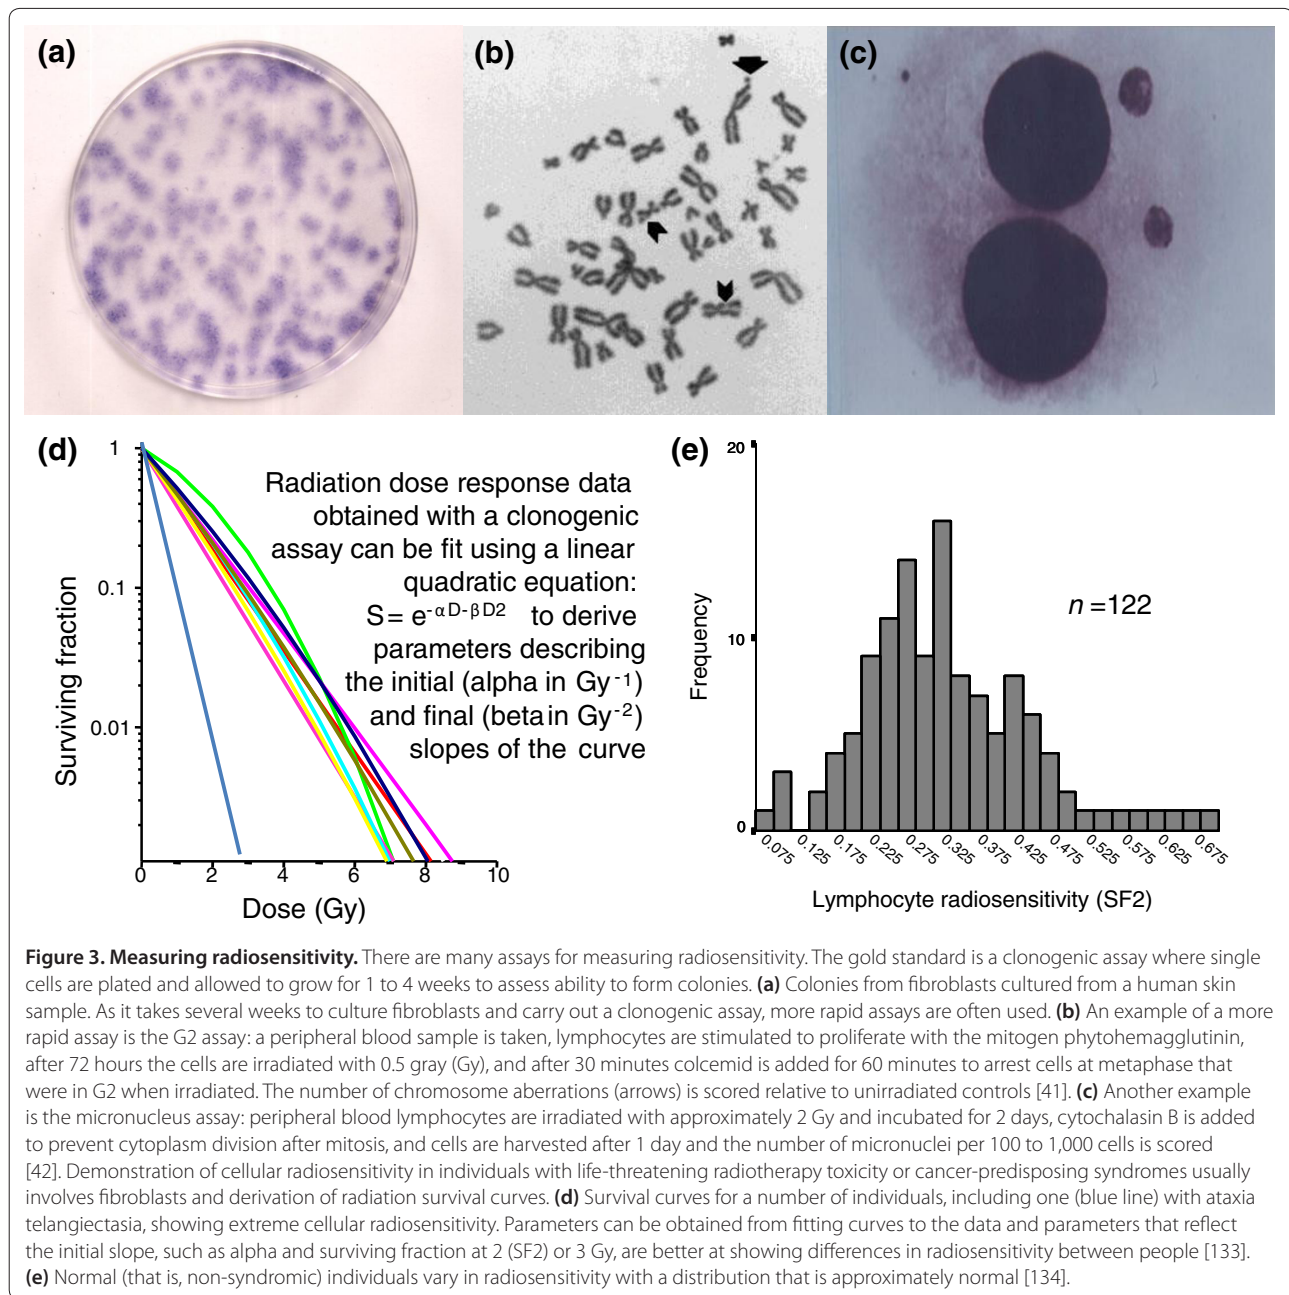 (a)
(b)
(c)
(d)
1
0.1
0.01
Surviving fraction
0
2
4
6
8
10
Dose (Gy)
Radiation dose response data
obtained with a clonogenic
assay can be fit using a linear
quadratic equation:
S= e-αD-βD2 to derive
parameters describing
the initial (alpha in Gy-1)
and final (beta in Gy-2)
slopes of the curve
(e)
20
10
0
Frequency
n =122
0.075
0.125
0.175
0.225
0.275
0.325
0.375
0.425
0.475
0.525
0.575
0.625
0.675
Lymphocyte radiosensitivity (SF2)
Figure 3. Measuring radiosensitivity. There are many assays for measuring radiosensitivity. The gold standard is a clonogenic assay where single
cells are plated and allowed to grow for 1 to 4 weeks to assess ability to form colonies. (a) Colonies from fibroblasts cultured from a human skin
sample. As it takes several weeks to culture fibroblasts and carry out a clonogenic assay, more rapid assays are often used. (b) An example of a more
rapid assay is the G2 assay: a peripheral blood sample is taken, lymphocytes are stimulated to proliferate with the mitogen phytohemagglutinin,
after 72 hours the cells are irradiated with 0.5 gray (Gy), and after 30 minutes colcemid is added for 60 minutes to arrest cells at metaphase that
were in G2 when irradiated. The number of chromosome aberrations (arrows) is scored relative to unirradiated controls [41]. (c) Another example
is the micronucleus assay: peripheral blood lymphocytes are irradiated with approximately 2 Gy and incubated for 2 days, cytochalasin B is added
to prevent cytoplasm division after mitosis, and cells are harvested after 1 day and the number of micronuclei per 100 to 1,000 cells is scored
[42]. Demonstration of cellular radiosensitivity in individuals with life-threatening radiotherapy toxicity or cancer-predisposing syndromes usually
involves fibroblasts and derivation of radiation survival curves. (d) Survival curves for a number of individuals, including one (blue line) with ataxia
telangiectasia, showing extreme cellular radiosensitivity. Parameters can be obtained from fitting curves to the data and parameters that reflect
the initial slope, such as alpha and surviving fraction at 2 (SF2) or 3 Gy, are better at showing differences in radiosensitivity between people [133].
(e) Normal (that is, non-syndromic) individuals vary in radiosensitivity with a distribution that is approximately normal [134].